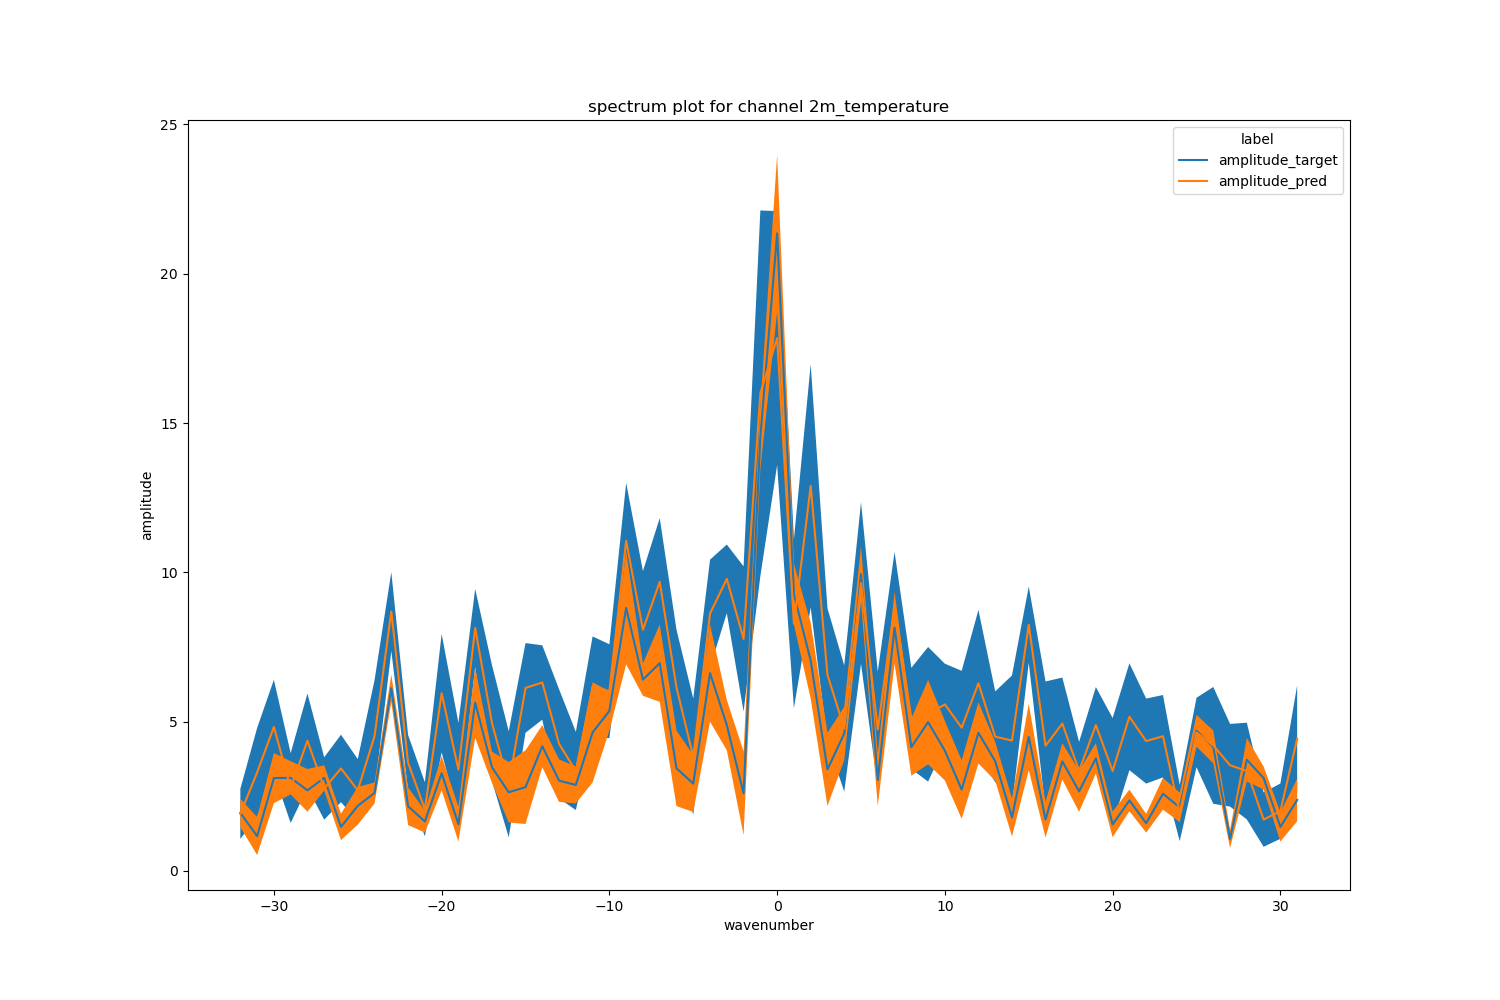 spectrum plot for channel 2m_temperature
label
amplitude_target
amplitude_pred
amplitude
25
20
15
10
5
0
−30
−20
−10
0
10
20
30
wavenumber